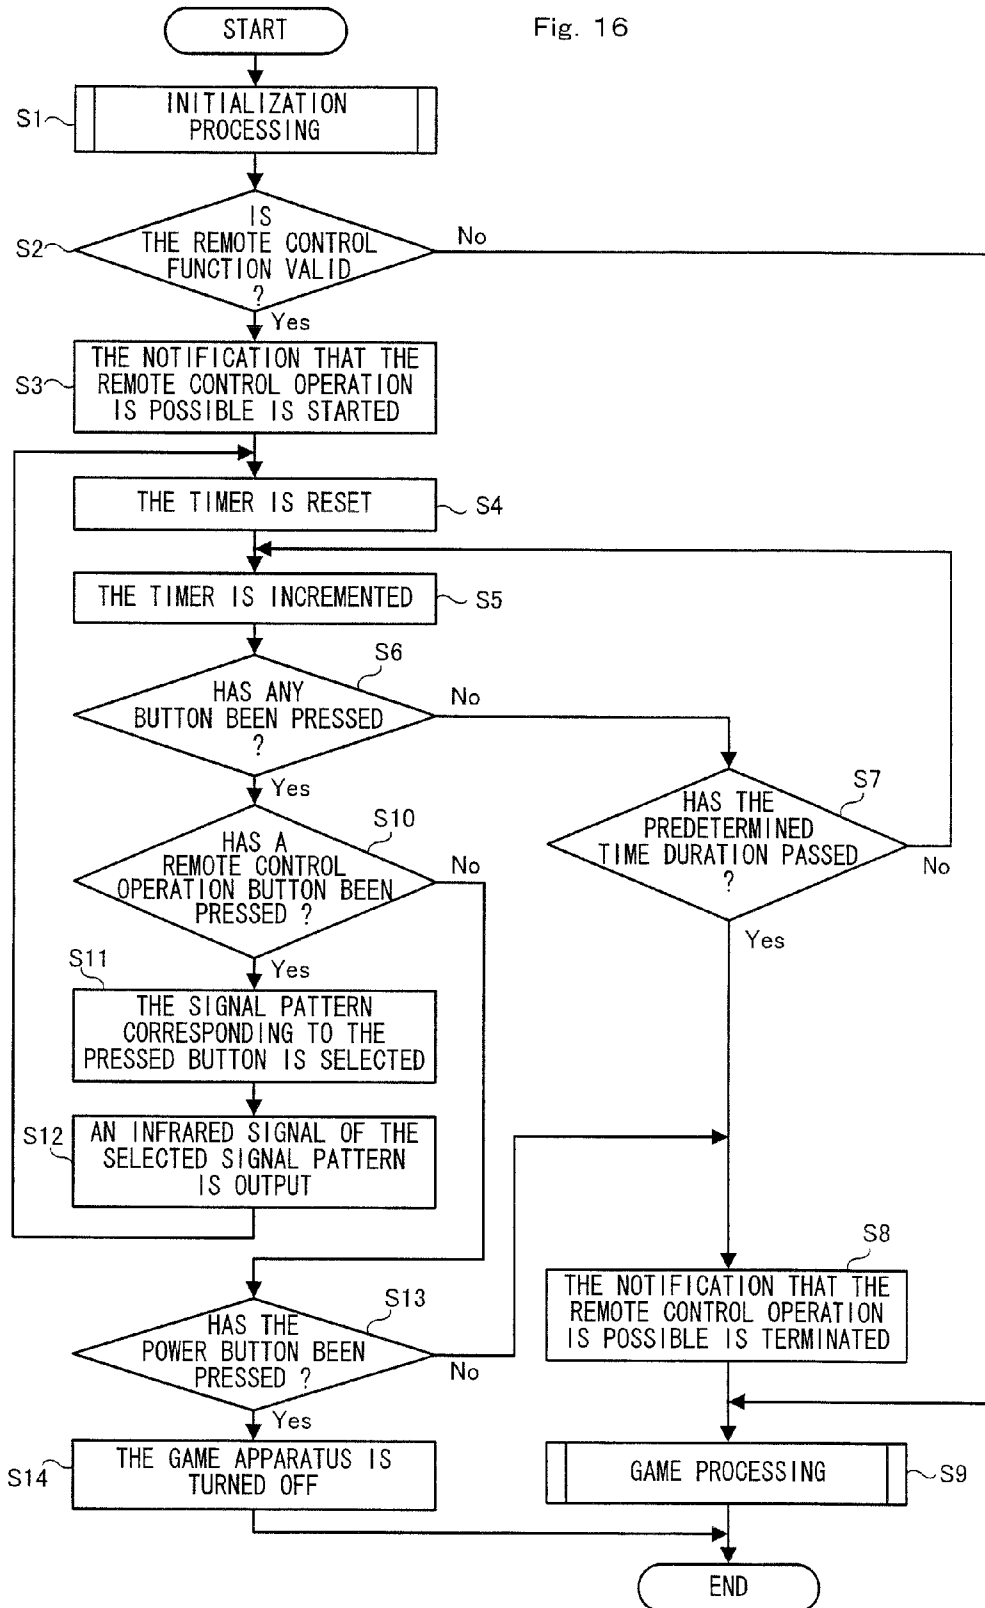 Fig. 16
START
S1
INITIALIZATION
PROCESSING
S2
IS
THE REMOTE CONTROL
FUNCTION VALID
?
No
Yes
S3
THE NOTIFICATION THAT THE
REMOTE CONTROL OPERATION
IS POSSIBLE IS STARTED
THE TIMER IS RESET
S4
THE TIMER IS INCREMENTED
S5
S6
HAS ANY
BUTTON BEEN PRESSED
?
No
Yes
S7
HAS THE
PREDETERMINED
TIME DURATION PASSED
?
No
Yes
S10
HAS A
REMOTE CONTROL
OPERATION BUTTON BEEN
PRESSED ?
No
Yes
S11
THE SIGNAL PATTERN
CORRESPONDING TO THE
PRESSED BUTTON IS SELECTED
S12
AN INFRARED SIGNAL OF THE
SELECTED SIGNAL PATTERN
IS OUTPUT
S13
HAS THE
POWER BUTTON BEEN
PRESSED ?
No
Yes
S8
THE NOTIFICATION THAT THE
REMOTE CONTROL OPERATION
IS POSSIBLE IS TERMINATED
S14
THE GAME APPARATUS IS
TURNED OFF
GAME PROCESSING
S9
END